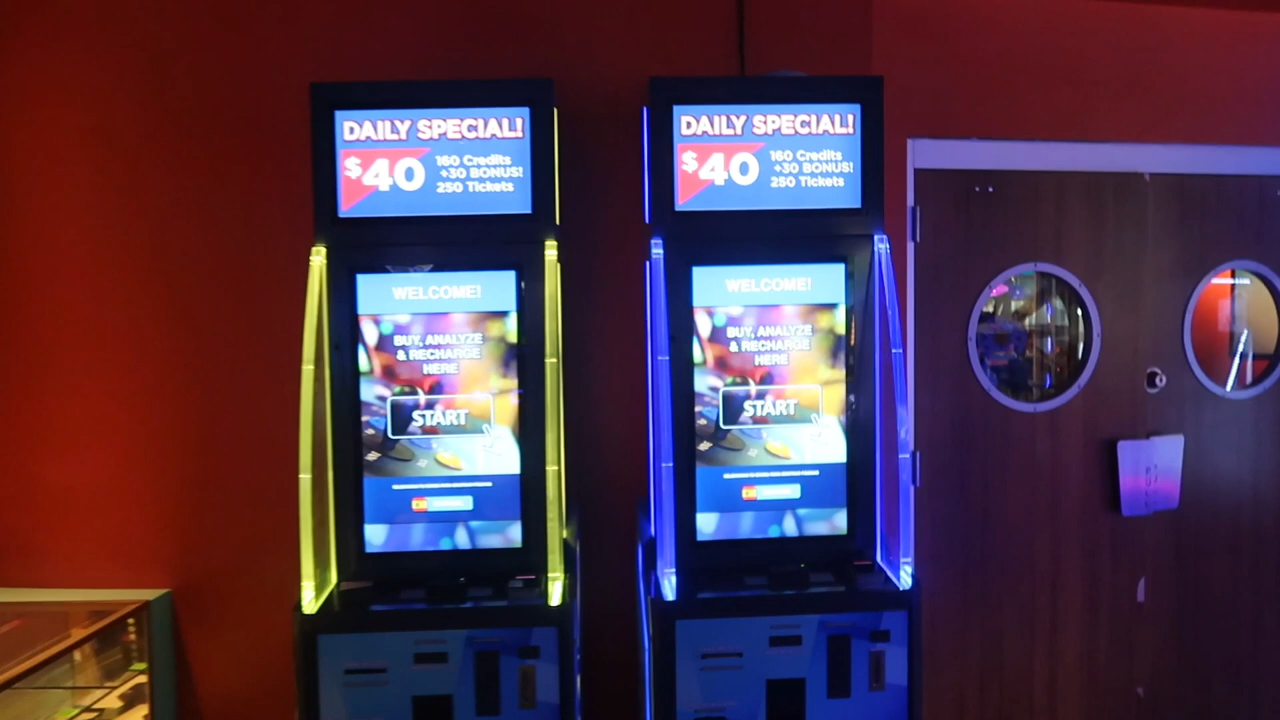 DAILY SPECIAL!
$40
160 Credits
+30 BONUS!
250 Tickets
WELCOME!
BUY, ANALYZE
& RECHARGE
HERE
START
DAILY SPECIAL!
$40
160 Credits
+30 BONUS!
250 Tickets
WELCOME!
BUY, ANALYZE
& RECHARGE
HERE
START